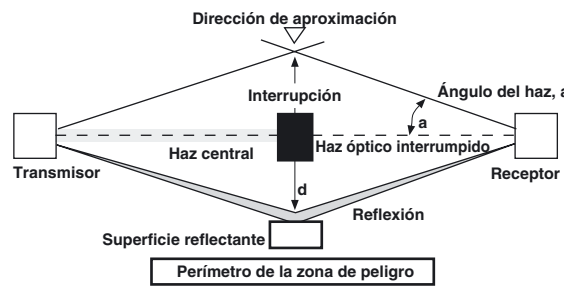 Dirección de aproximación
Interrupción
Ángulo del haz, a
a
Haz central
Haz óptico interrumpido
Transmisor
Receptor
d
Reflexión
Superficie reflectante
Perímetro de la zona de peligro